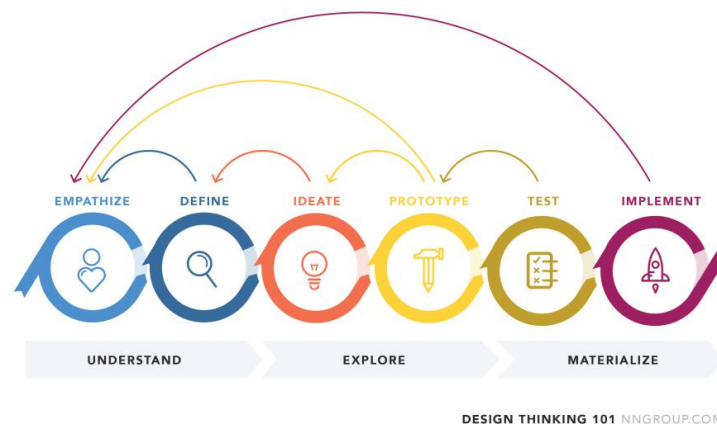 EMPATHIZE
DEFINE
IDEATE
PROTOTYPE
TEST
IMPLEMENT
UNDERSTAND
EXPLORE
MATERIALIZE
DESIGN THINKING 101 NNGROUP.COM